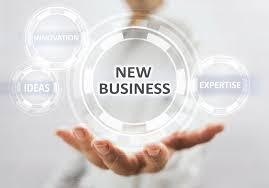 INNOVATION
IDEAS
NEW
BUSINESS
EXPERTISE